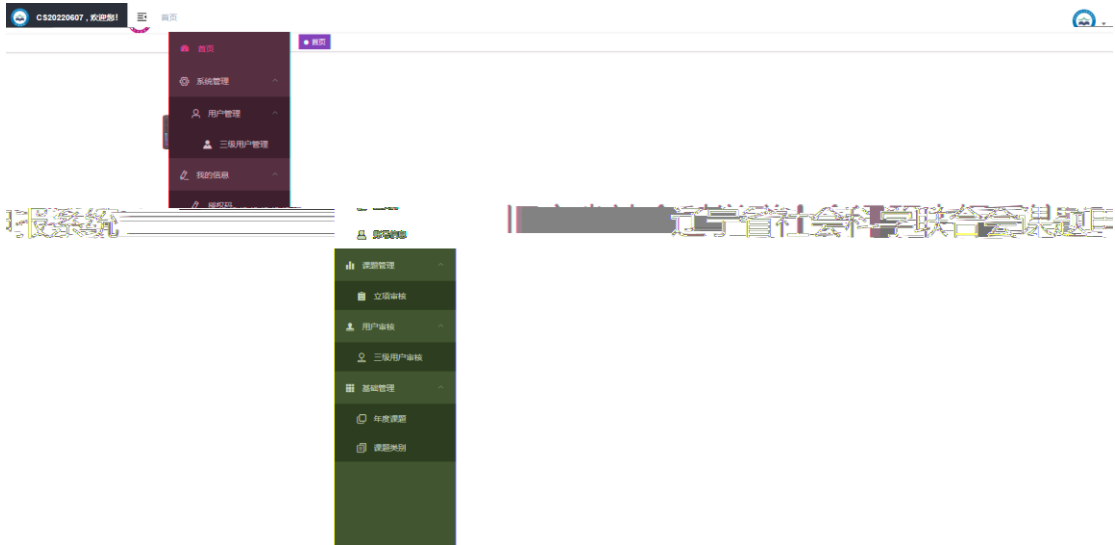 CS20220607，欢迎您!
首页
首页
首页
系统管理
用户管理
三级用户管理
我的信息
授权码
报系统
辽宁省社会科学联合会课题申
课题管理
立项审核
用户审核
三级用户审核
基础管理
年度课题
课题类别